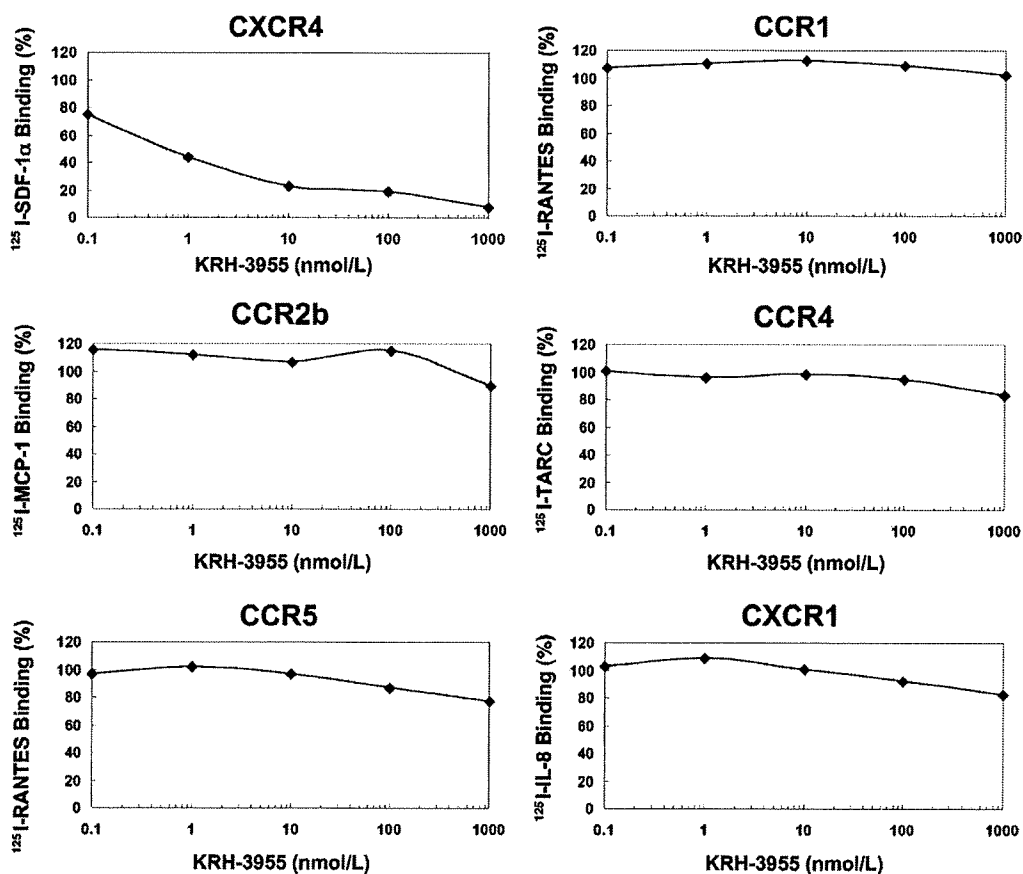 CXCR4
¹²⁵I-SDF-1α Binding (%)
120
100
80
60
40
20
0
0.1 1 10 100 1000
KRH-3955 (nmol/L)
CCR1
¹²⁵I-RANTES Binding (%)
120
100
80
60
40
20
0
0.1 1 10 100 1000
KRH-3955 (nmol/L)
CCR2b
¹²⁵I-MCP-1 Binding (%)
120
100
80
60
40
20
0
0.1 1 10 100 1000
KRH-3955 (nmol/L)
CCR4
¹²⁵I-TARC Binding (%)
120
100
80
60
40
20
0
0.1 1 10 100 1000
KRH-3955 (nmol/L)
CCR5
¹²⁵I-RANTES Binding (%)
120
100
80
60
40
20
0
0.1 1 10 100 1000
KRH-3955 (nmol/L)
CXCR1
¹²⁵I-IL-8 Binding (%)
120
100
80
60
40
20
0
0.1 1 10 100 1000
KRH-3955 (nmol/L)